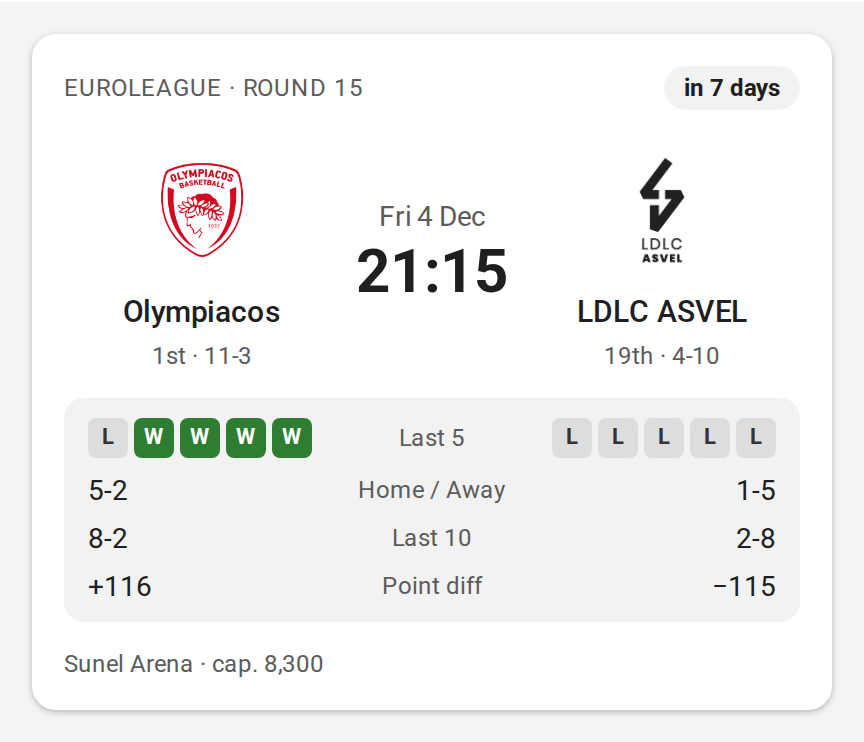 EUROLEAGUE · ROUND 15
in 7 days
OLYMPIACOS
BASKETBALL
1925
LDLC
ASVEL
Fri 4 Dec
21:15
Olympiacos
LDLC ASVEL
1st · 11-3
19th · 4-10
L W W W W Last 5 L L L L L
5-2 Home / Away 1-5
8-2 Last 10 2-8
+116 Point diff −115
Sunel Arena · cap. 8,300